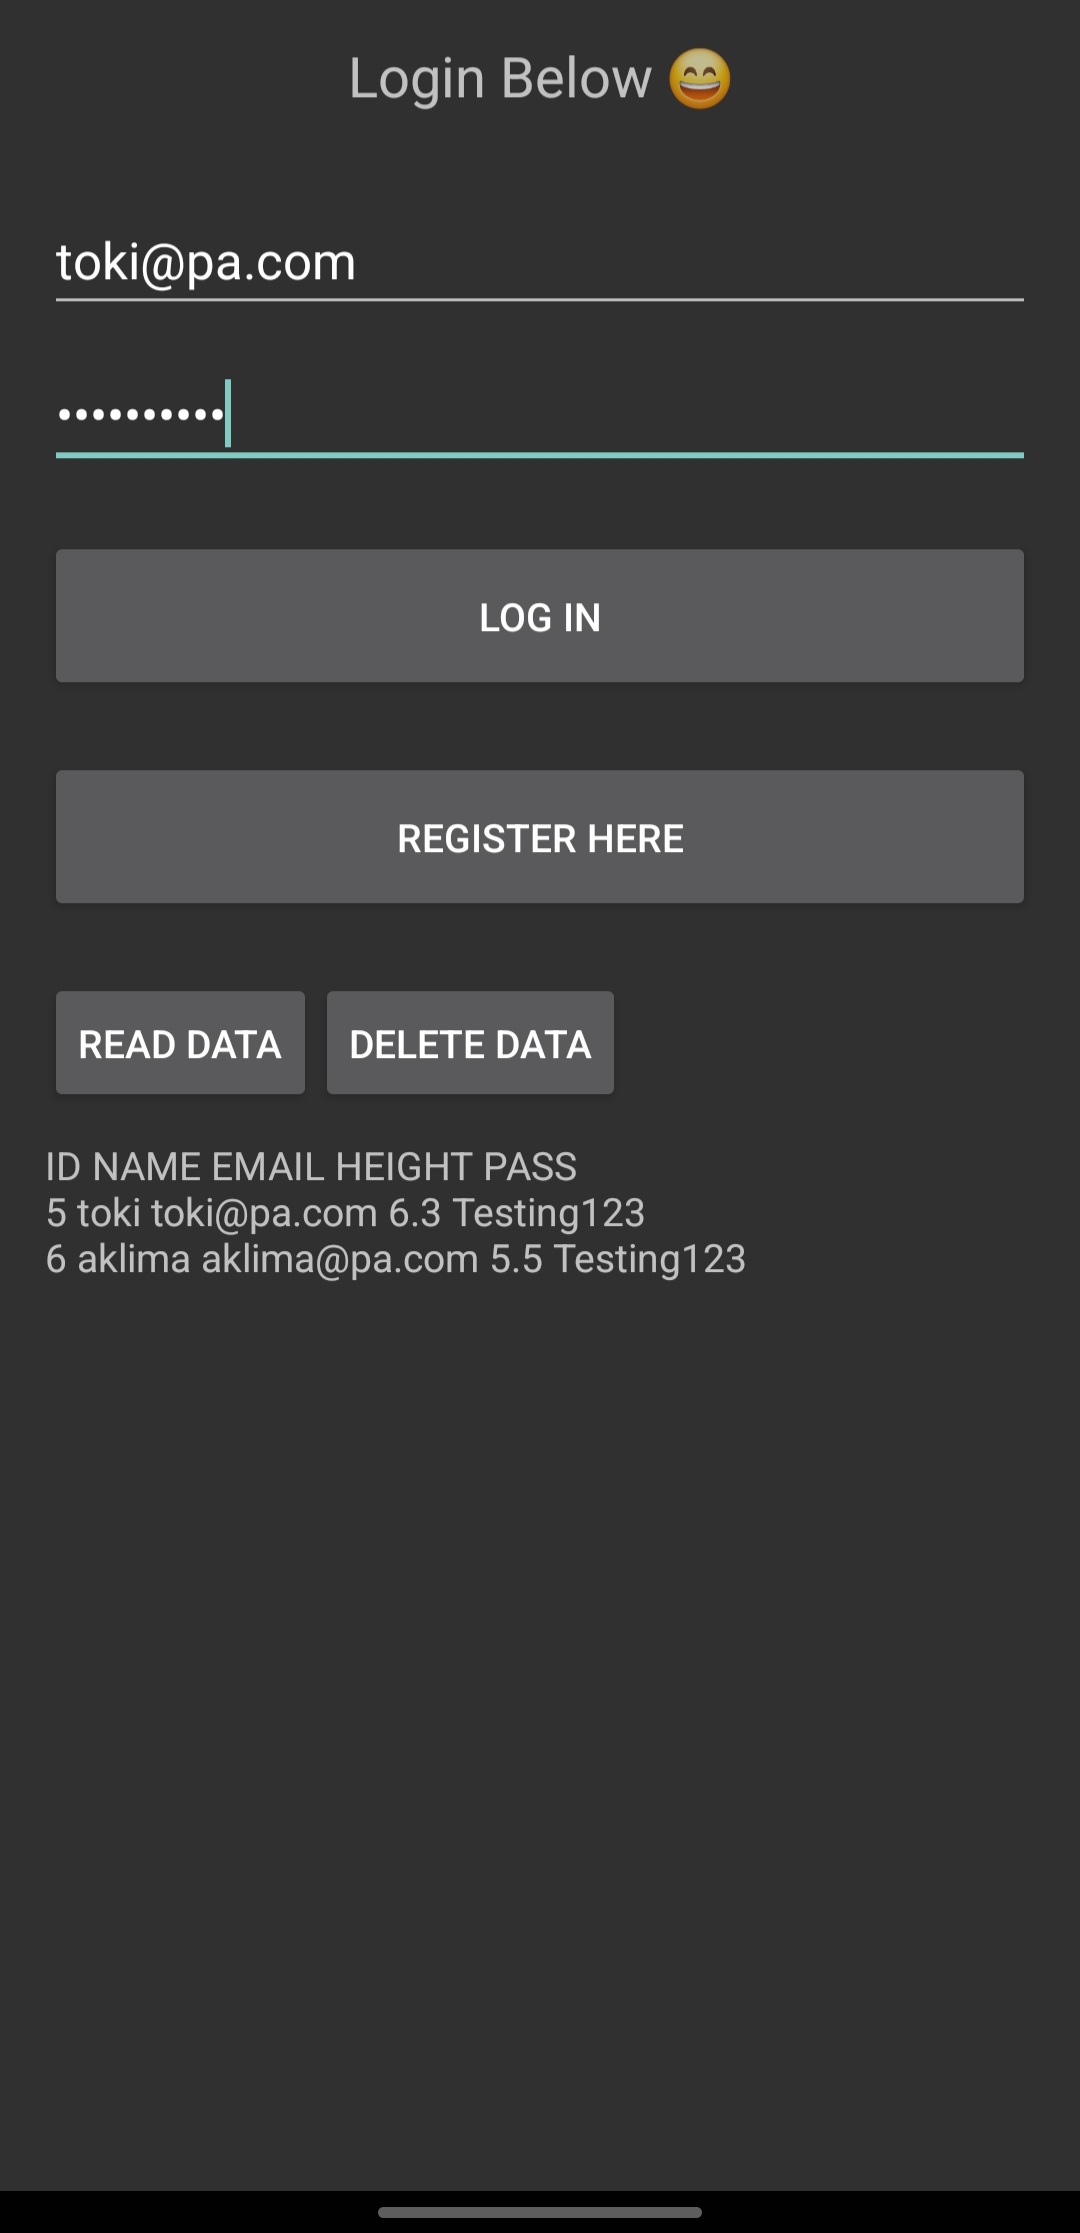 Login Below 😄
toki@pa.com
••••••••••
LOG IN
REGISTER HERE
READ DATA DELETE DATA
ID NAME EMAIL HEIGHT PASS
5 toki toki@pa.com 6.3 Testing123
6 aklima aklima@pa.com 5.5 Testing123